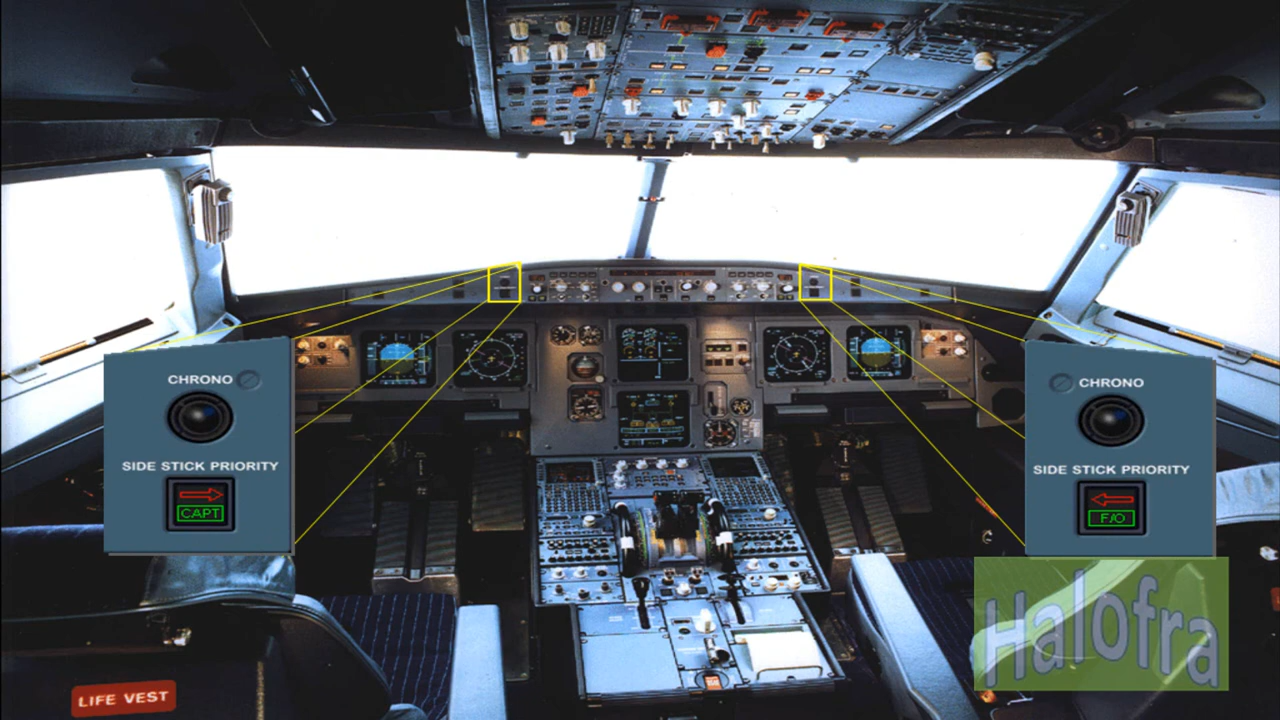 CHRONO
SIDE STICK PRIORITY
CAPT
CHRONO
SIDE STICK PRIORITY
F/O
LIFE VEST
Halofra